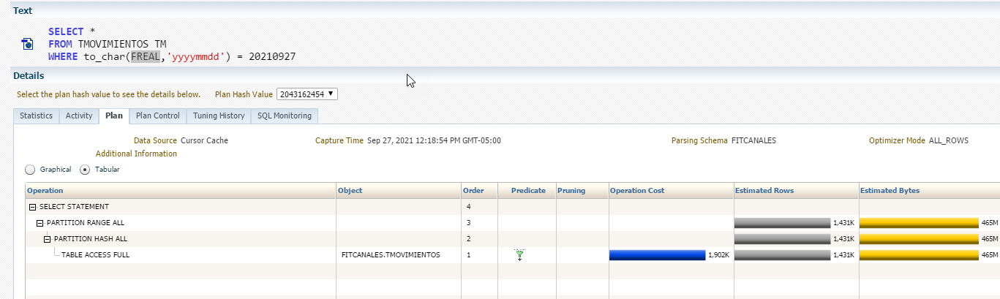 Text
SELECT *
FROM TMOVIMIENTOS TM
WHERE to_char(FREAL,'yyyymmdd') = 20210927
Details
Select the plan hash value to see the details below. Plan Hash Value 2043162454
Statistics Activity Plan Plan Control Tuning History SQL Monitoring
Data Source Cursor Cache Capture Time Sep 27, 2021 12:18:54 PM GMT-05:00 Parsing Schema FITCANALES Optimizer Mode ALL_ROWS
Additional Information
Graphical Tabular
Operation Object Order Predicate Pruning Operation Cost Estimated Rows Estimated Bytes
SELECT STATEMENT 4
PARTITION RANGE ALL 3 1,431K 465M
PARTITION HASH ALL 2 1,431K 465M
TABLE ACCESS FULL FITCANALES.TMOVIMIENTOS 1 1,902K 1,431K 465M